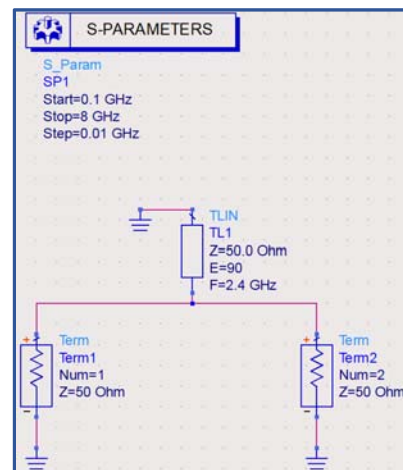 S-PARAMETERS
S_Param
SP1
Start=0.1 GHz
Stop=8 GHz
Step=0.01 GHz
TLIN
TL1
Z=50.0 Ohm
E=90
F=2.4 GHz
+
Term
Term1
Num=1
Z=50 Ohm
-
+
Term
Term2
Num=2
Z=50 Ohm
-